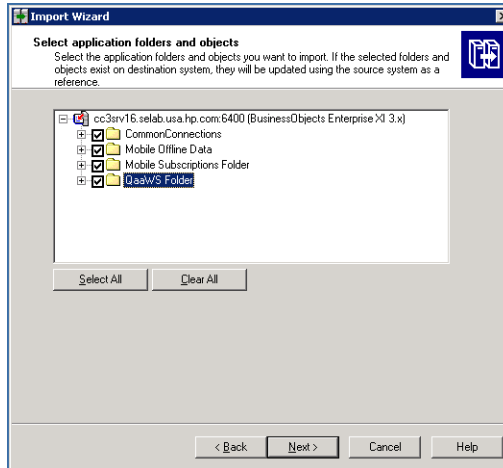 Import Wizard
Select application folders and objects
Select the application folders and objects you want to import. If the selected folders and
objects exist on destination system, they will be updated using the source system as a
reference.
cc3srv16.selab.usa.hp.com:6400 (BusinessObjects Enterprise XI 3.x)
CommonConnections
Mobile Offline Data
Mobile Subscriptions Folder
QaaWS Folder
Select All
Clear All
< Back
Next >
Cancel
Help